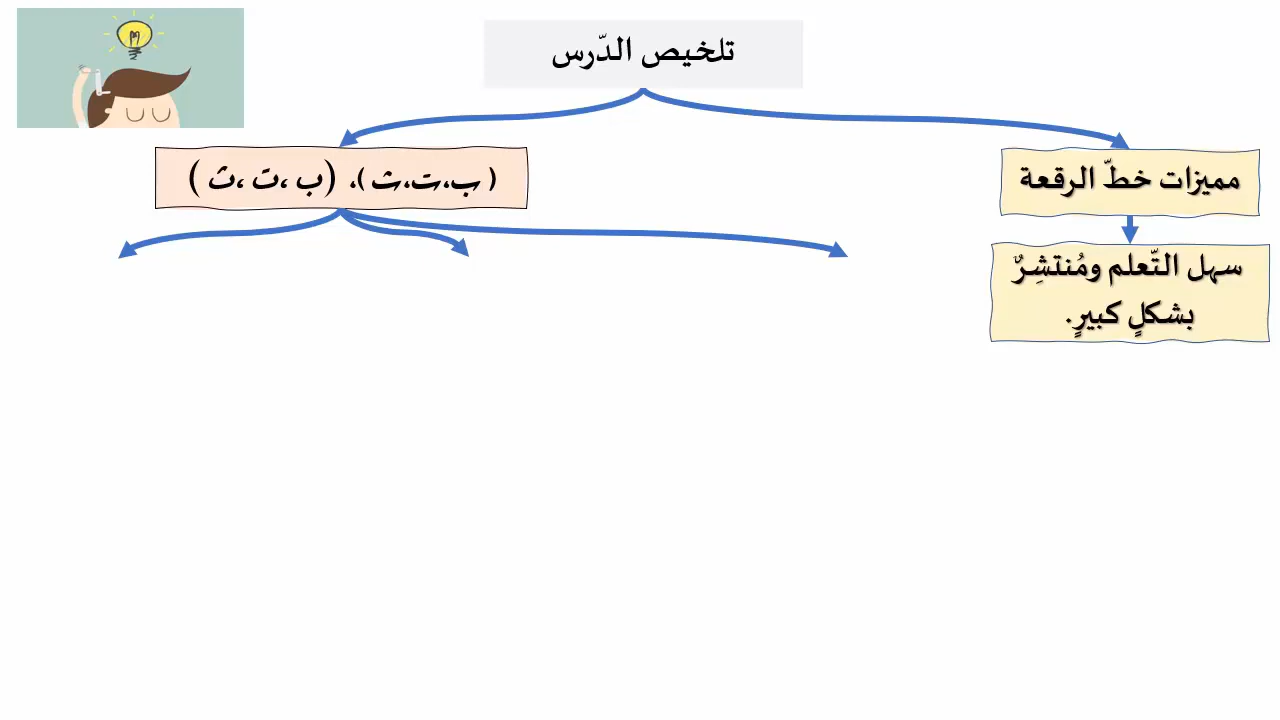 تلخيص الدّرس
مميزات خطّ الرقعة
(ب،ت،ث)، (ب ،ت ،ث)
سهل التّعلم ومُنتشِرٌ
بشكلٍ كبيرٍ.